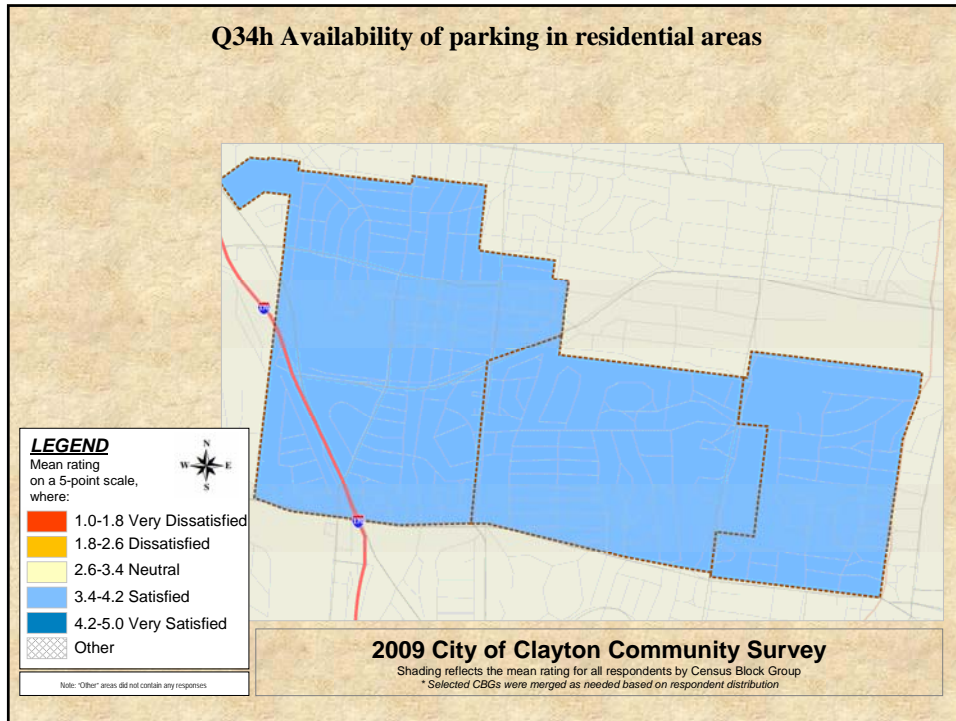 Q34h Availability of parking in residential areas
LEGEND
Mean rating
on a 5-point scale,
where:
N
W E
S
1.0-1.8 Very Dissatisfied
1.8-2.6 Dissatisfied
2.6-3.4 Neutral
3.4-4.2 Satisfied
4.2-5.0 Very Satisfied
Other
Note: "Other" areas did not contain any responses
2009 City of Clayton Community Survey
Shading reflects the mean rating for all respondents by Census Block Group
* Selected CBGs were merged as needed based on respondent distribution